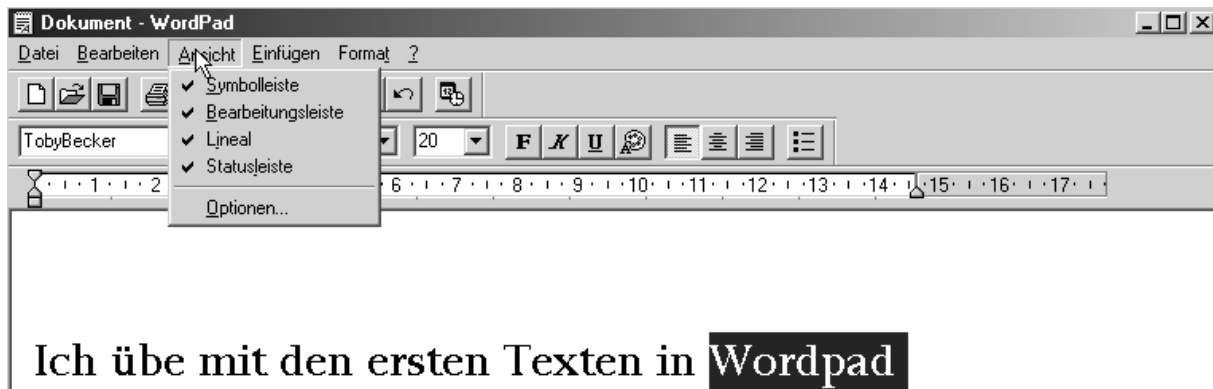 Dokument - WordPad
Datei Bearbeiten Ansicht Einfügen Format ?
Symbolleiste
Bearbeitungsleiste
Lineal
Statusleiste
Optionen...
TobyBecker 20 F K U
1 2 6 7 8 9 10 11 12 13 14 15 16 17
Ich übe mit den ersten Texten in Wordpad